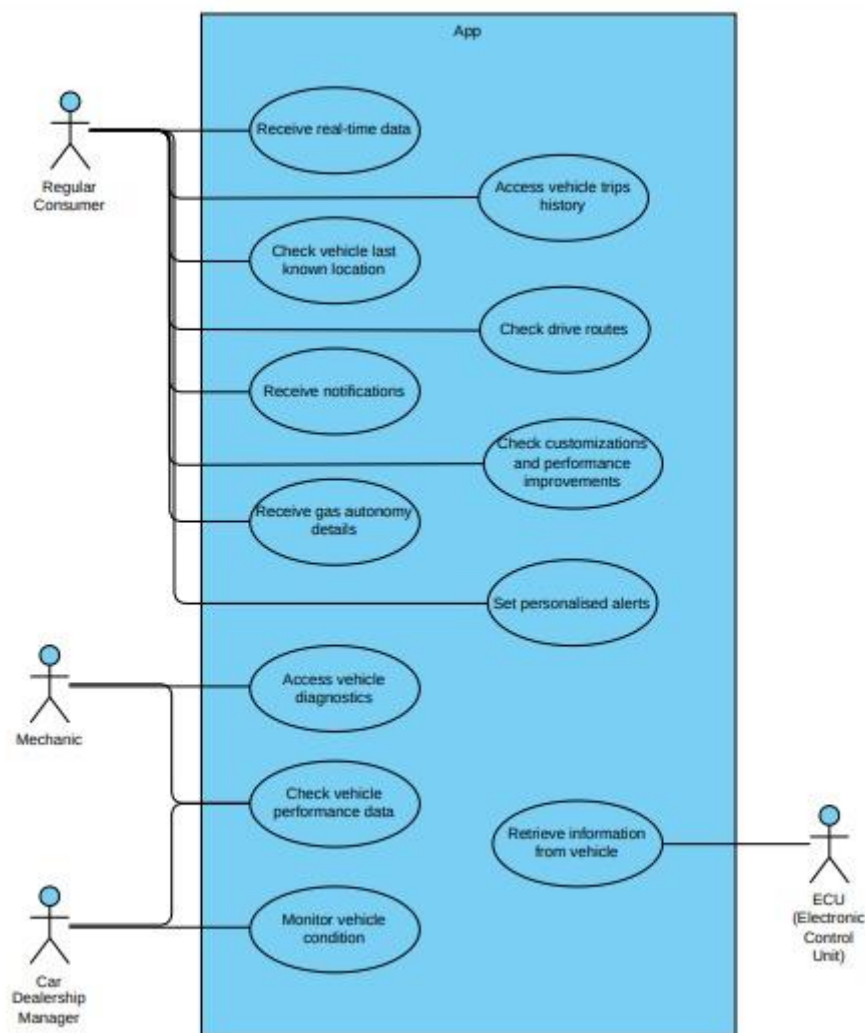 App
Receive real-time data
Regular
Consumer
Access vehicle trips
history
Check vehicle last
known location
Check drive routes
Receive notifications
Check customizations
and performance
improvements
Receive gas autonomy
details
Set personalised alerts
Access vehicle
diagnostics
Mechanic
Check vehicle
performance data
Retrieve information
from vehicle
ECU
(Electronic
Control
Unit)
Monitor vehicle
condition
Car
Dealership
Manager